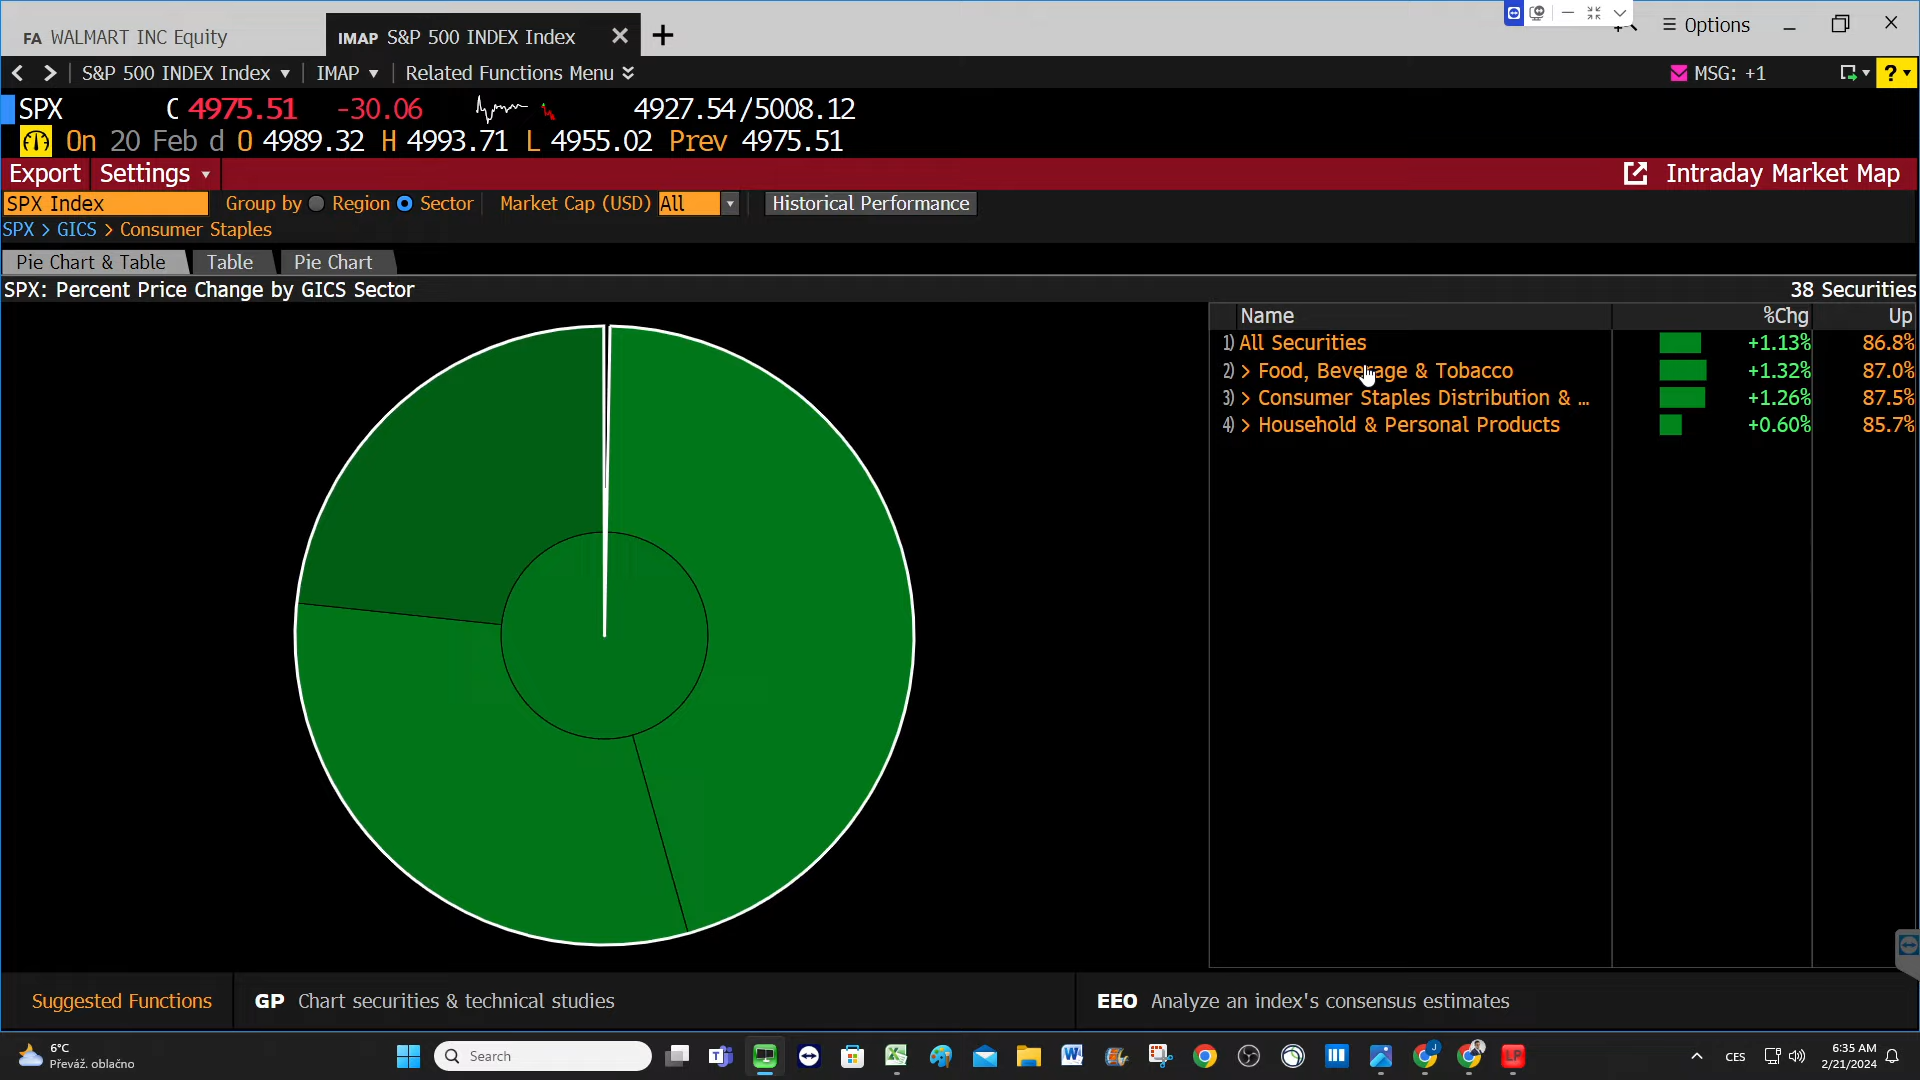 FA WALMART INC Equity
IMAP S&P 500 INDEX Index
Options
S&P 500 INDEX Index
IMAP
Related Functions Menu
MSG: +1
?
SPX C 4975.51 -30.06 4927.54/5008.12
On 20 Feb d O 4989.32 H 4993.71 L 4955.02 Prev 4975.51
Export Settings
Intraday Market Map
SPX Index Group by Region Sector Market Cap (USD) All Historical Performance
SPX > GICS > Consumer Staples
Pie Chart & Table Table Pie Chart
SPX: Percent Price Change by GICS Sector
38 Securities
Name %Chg Up
1) All Securities +1.13% 86.8%
2) > Food, Beverage & Tobacco +1.32% 87.0%
3) > Consumer Staples Distribution & ... +1.26% 87.5%
4) > Household & Personal Products +0.60% 85.7%
Suggested Functions GP Chart securities & technical studies EEO Analyze an index's consensus estimates
6°C
Převáž. oblačno
Search
CES
6:35 AM
2/21/2024